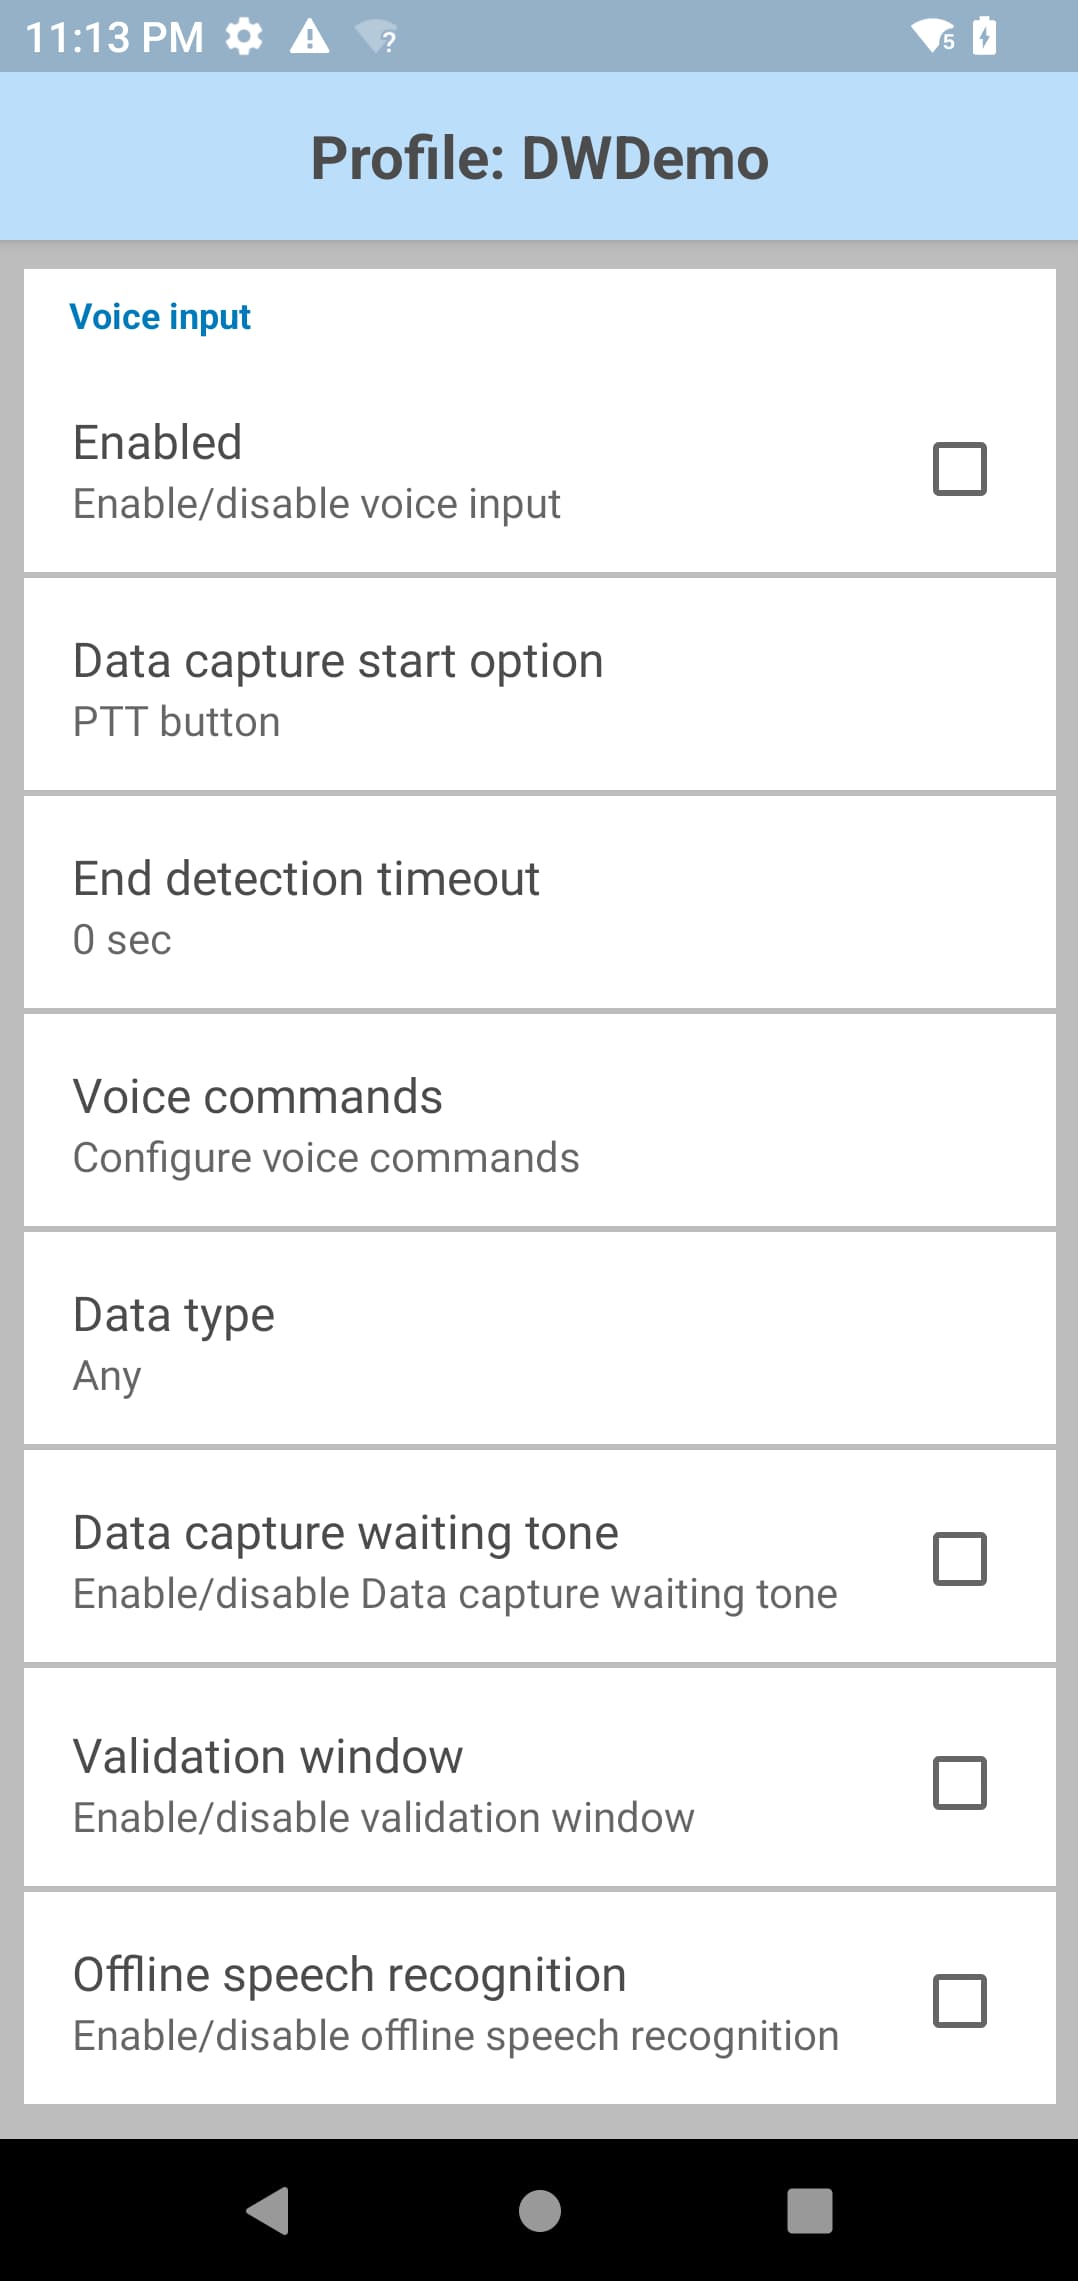 11:13 PM
5
Profile: DWDemo
Voice input
Enabled
Enable/disable voice input
Data capture start option
PTT button
End detection timeout
0 sec
Voice commands
Configure voice commands
Data type
Any
Data capture waiting tone
Enable/disable Data capture waiting tone
Validation window
Enable/disable validation window
Offline speech recognition
Enable/disable offline speech recognition